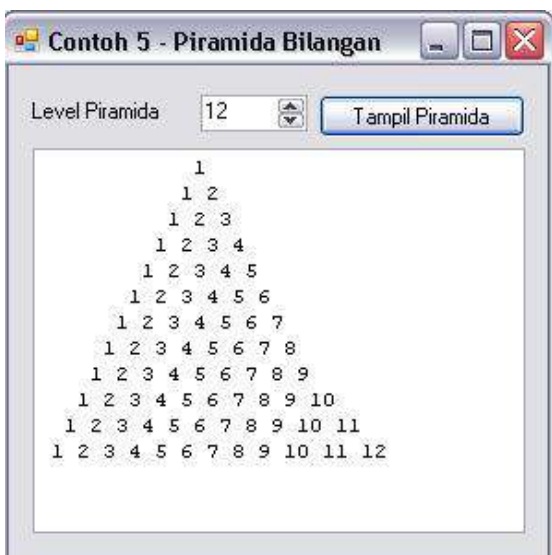 Contoh 5 - Piramida Bilangan
Level Piramida 12 Tampil Piramida
1
1 2
1 2 3
1 2 3 4
1 2 3 4 5
1 2 3 4 5 6
1 2 3 4 5 6 7
1 2 3 4 5 6 7 8
1 2 3 4 5 6 7 8 9
1 2 3 4 5 6 7 8 9 10
1 2 3 4 5 6 7 8 9 10 11
1 2 3 4 5 6 7 8 9 10 11 12